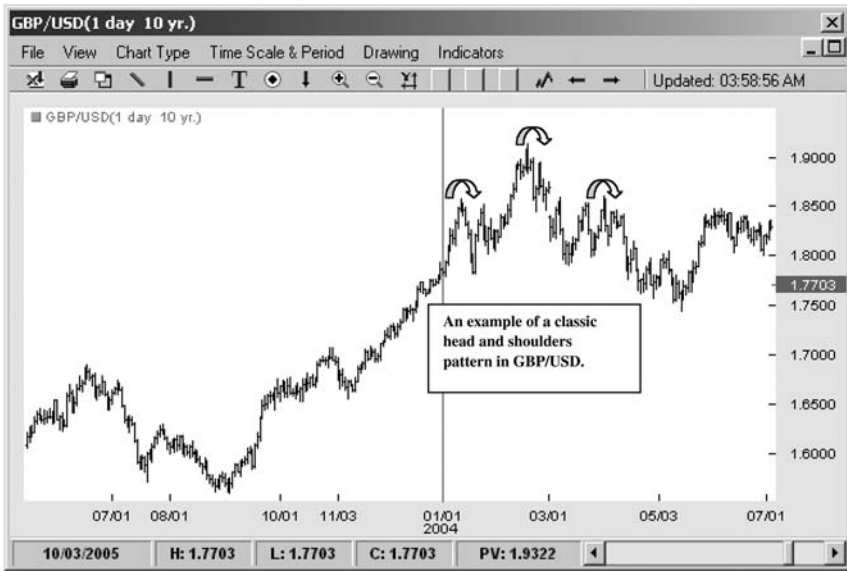 GBP/USD(1 day 10 yr.)
File View Chart Type Time Scale & Period Drawing Indicators
T Updated: 03:58:56 AM
GBP/USD(1 day 10 yr.)
1.9000
1.8500
1.8000
1.7703
1.7500
1.7000
1.6500
1.6000
An example of a classic
head and shoulders
pattern in GBP/USD.
07/01 08/01 10/01 11/03 01/01 03/01 05/03 07/01
2004
10/03/2005 H: 1.7703 L: 1.7703 C: 1.7703 PV: 1.9322